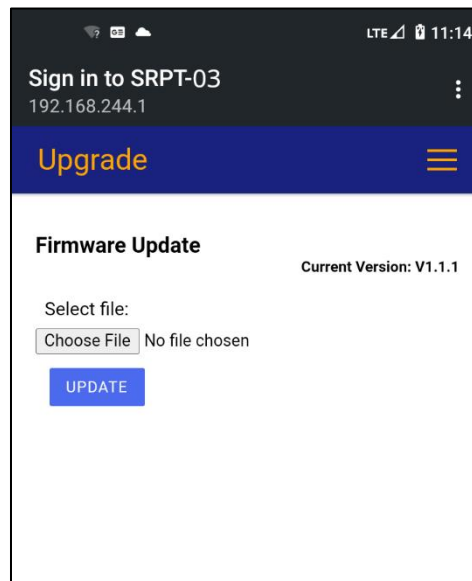 LTE 11:14
Sign in to SRPT-03
192.168.244.1
Upgrade
Firmware Update
Current Version: V1.1.1
Select file:
Choose File No file chosen
UPDATE